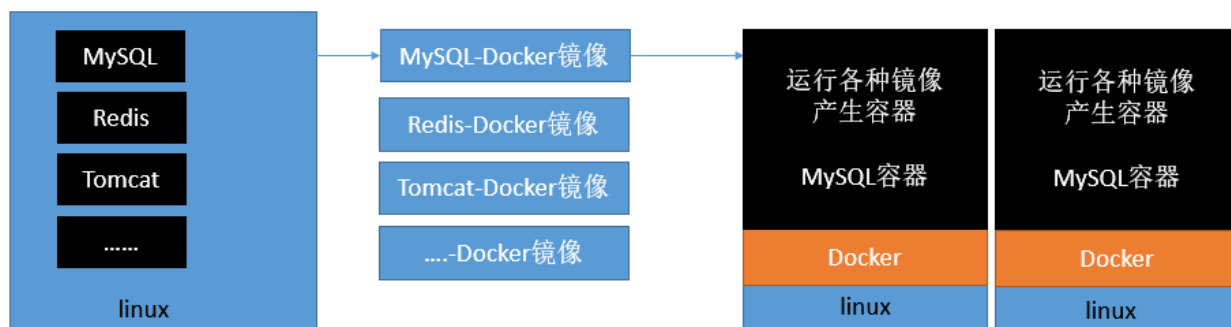 MySQL
Redis
Tomcat
……
linux
MySQL-Docker镜像
Redis-Docker镜像
Tomcat-Docker镜像
….-Docker镜像
运行各种镜像
产生容器
MySQL容器
Docker
linux
运行各种镜像
产生容器
MySQL容器
Docker
linux